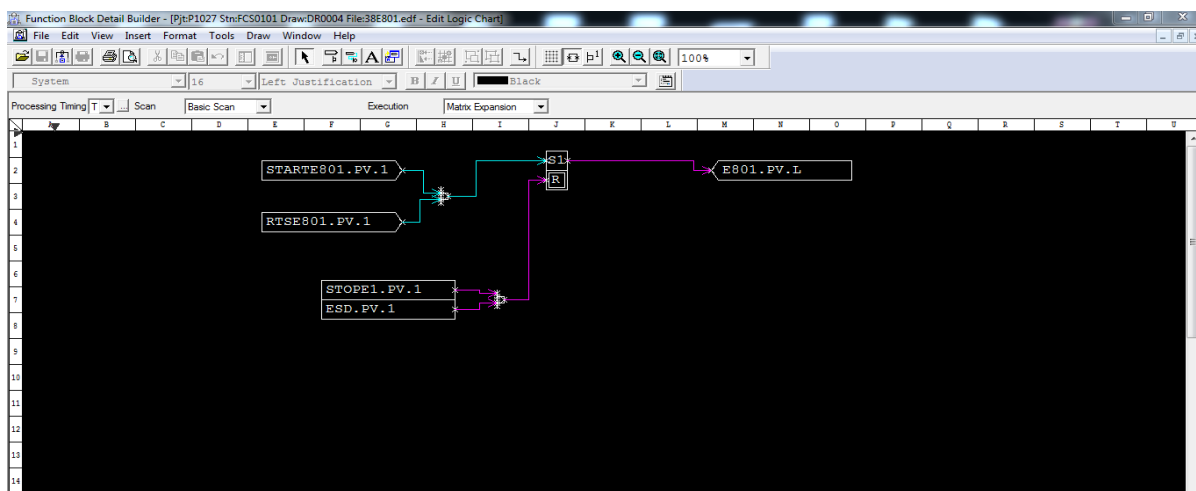 Function Block Detail Builder - [Pjt:P1027 Stn:FCS0101 Draw:DR0004 File:38E801.edf - Edit Logic Chart]
File Edit View Insert Format Tools Draw Window Help
100%
System 16 Left Justification B I U Black
Processing Timing T ... Scan Basic Scan Execution Matrix Expansion
B C D E F G H I J K L M N O P Q R S T U
1
2
3
4
5
6
7
8
9
10
11
12
13
14
STARTE801.PV.1
S1
R
E801.PV.L
RTSE801.PV.1
STOPE1.PV.1
ESD.PV.1